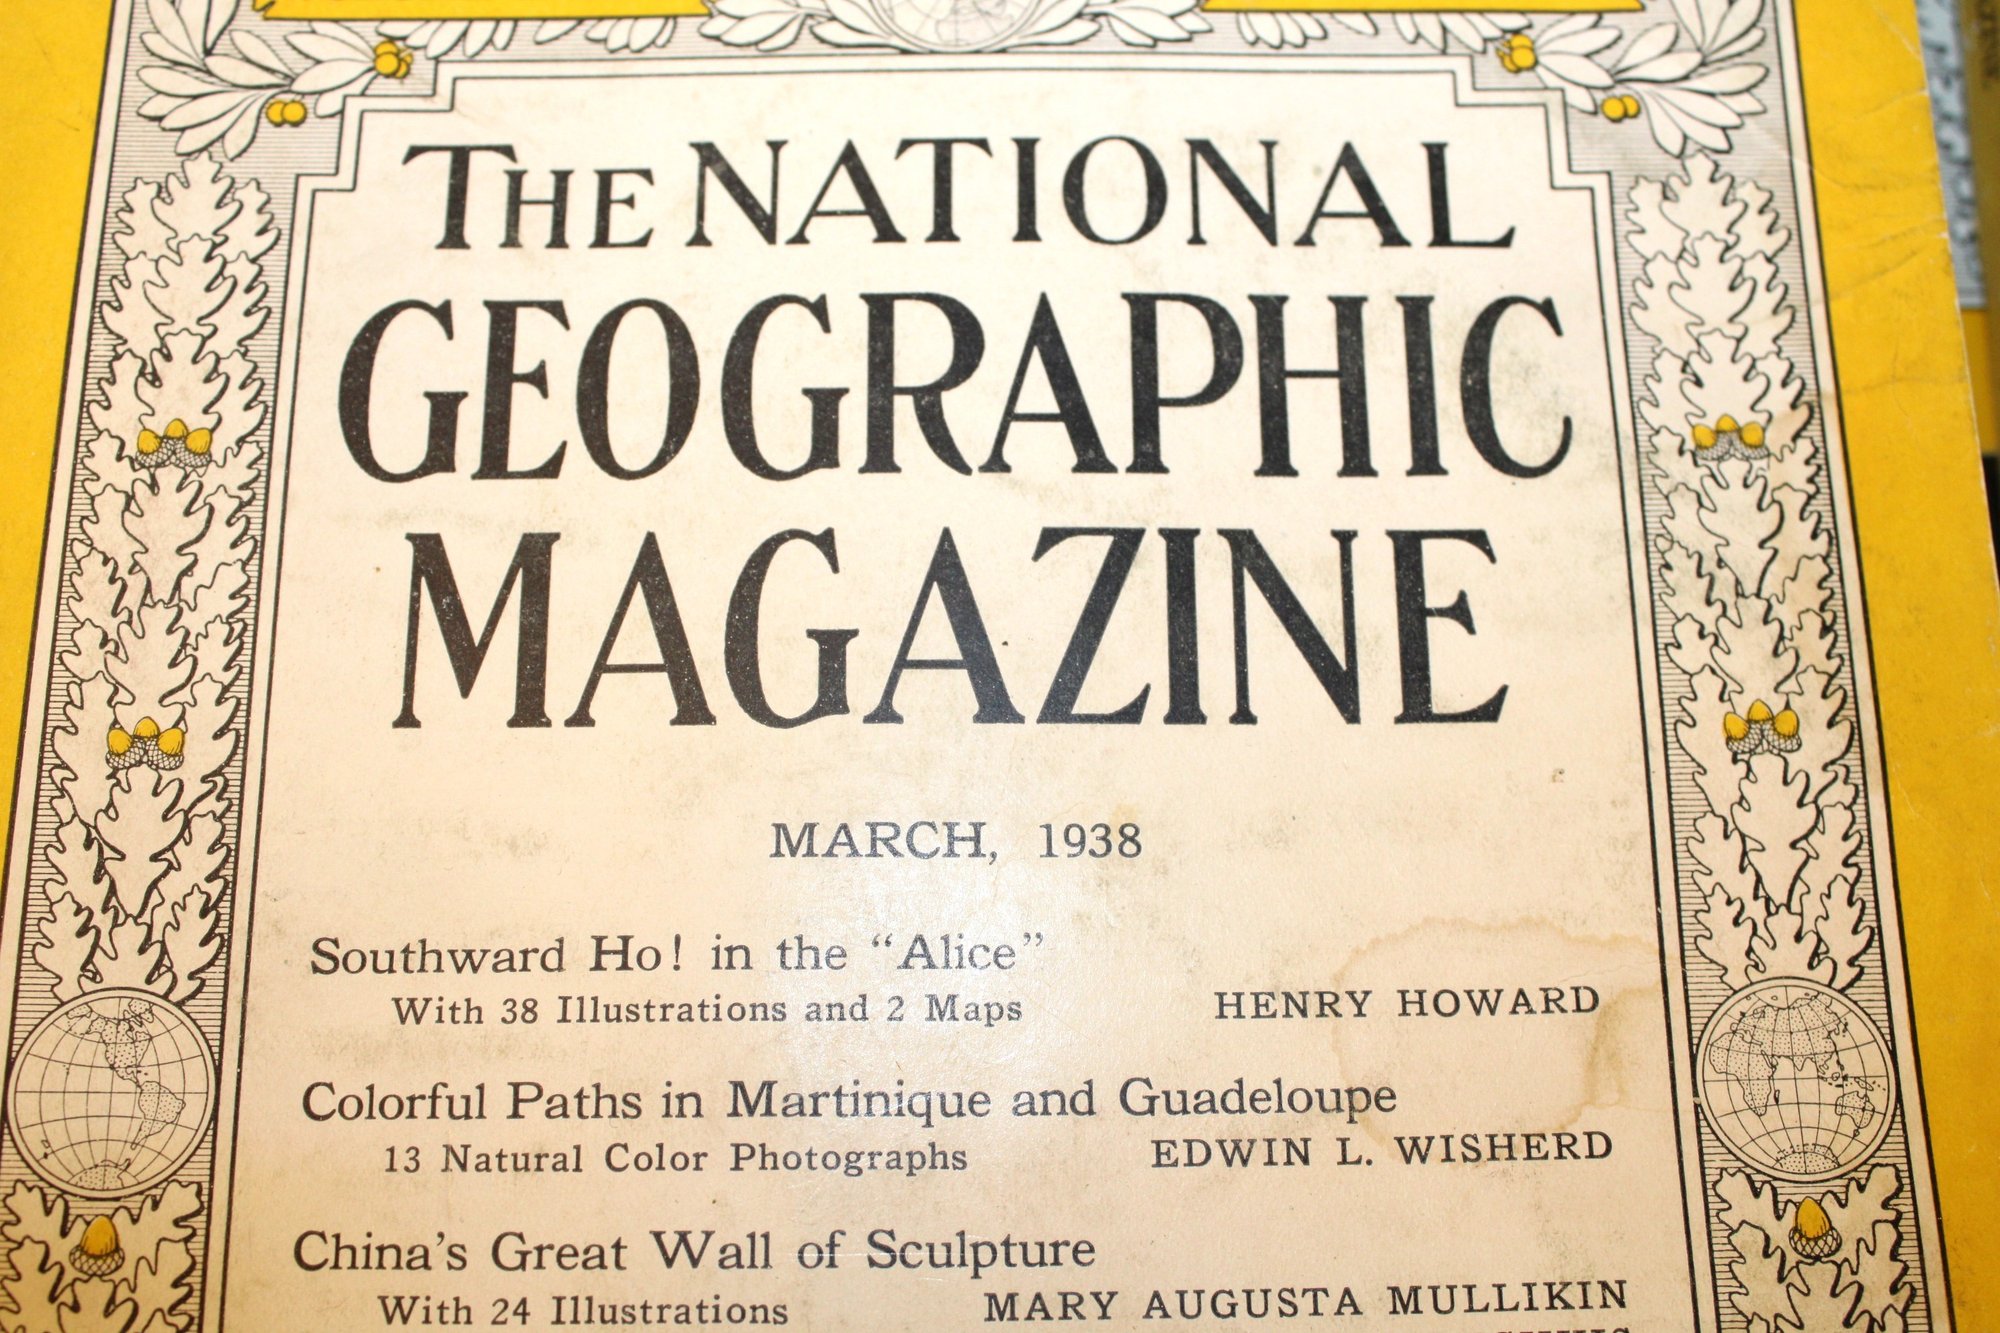 THE NATIONAL
GEOGRAPHIC
MAGAZINE
MARCH, 1938
Southward Ho! in the “Alice”
With 38 Illustrations and 2 Maps HENRY HOWARD
Colorful Paths in Martinique and Guadeloupe
13 Natural Color Photographs EDWIN L. WISHERD
China’s Great Wall of Sculpture
With 24 Illustrations MARY AUGUSTA MULLIKIN